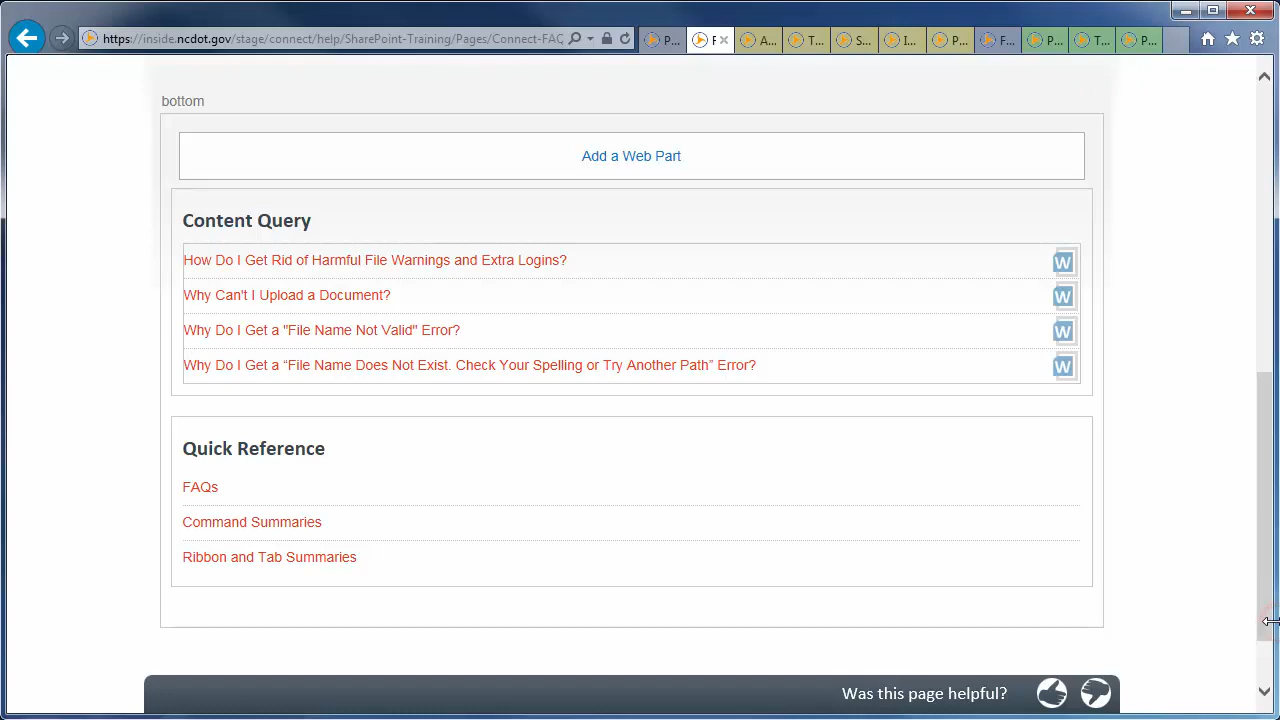 https://inside.ncdot.gov/stage/connect/help/SharePoint-Training/Pages/Connect-FAQ
P...
F
A...
T...
S...
I...
P...
F...
P...
T...
P...
bottom
Add a Web Part
Content Query
How Do I Get Rid of Harmful File Warnings and Extra Logins?
W
Why Can't I Upload a Document?
W
Why Do I Get a "File Name Not Valid" Error?
W
Why Do I Get a “File Name Does Not Exist. Check Your Spelling or Try Another Path” Error?
W
Quick Reference
FAQs
Command Summaries
Ribbon and Tab Summaries
Was this page helpful?